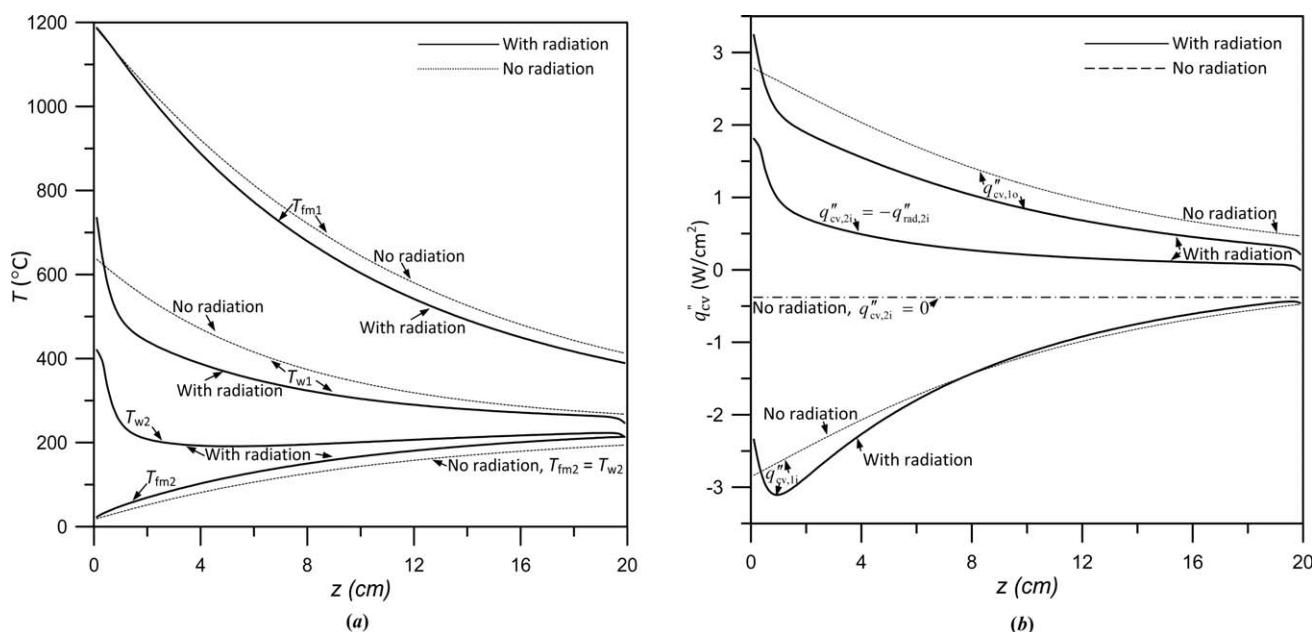 1200
1000
800
600
400
200
0
T (°C)
With radiation
No radiation
T_fm1
No radiation
No radiation
With radiation
T_w1
With radiation
T_w2
With radiation
T_fm2
No radiation, T_fm2 = T_w2
0 4 8 12 16 20
z (cm)
(a)
3
2
1
0
-1
-2
-3
q″_cv (W/cm²)
With radiation
No radiation
q″_cv,1o
q″_cv,2i = −q″_rad,2i
No radiation
With radiation
No radiation, q″_cv,2i = 0
No radiation
With radiation
q″_cv,1i
0 4 8 12 16 20
z (cm)
(b)